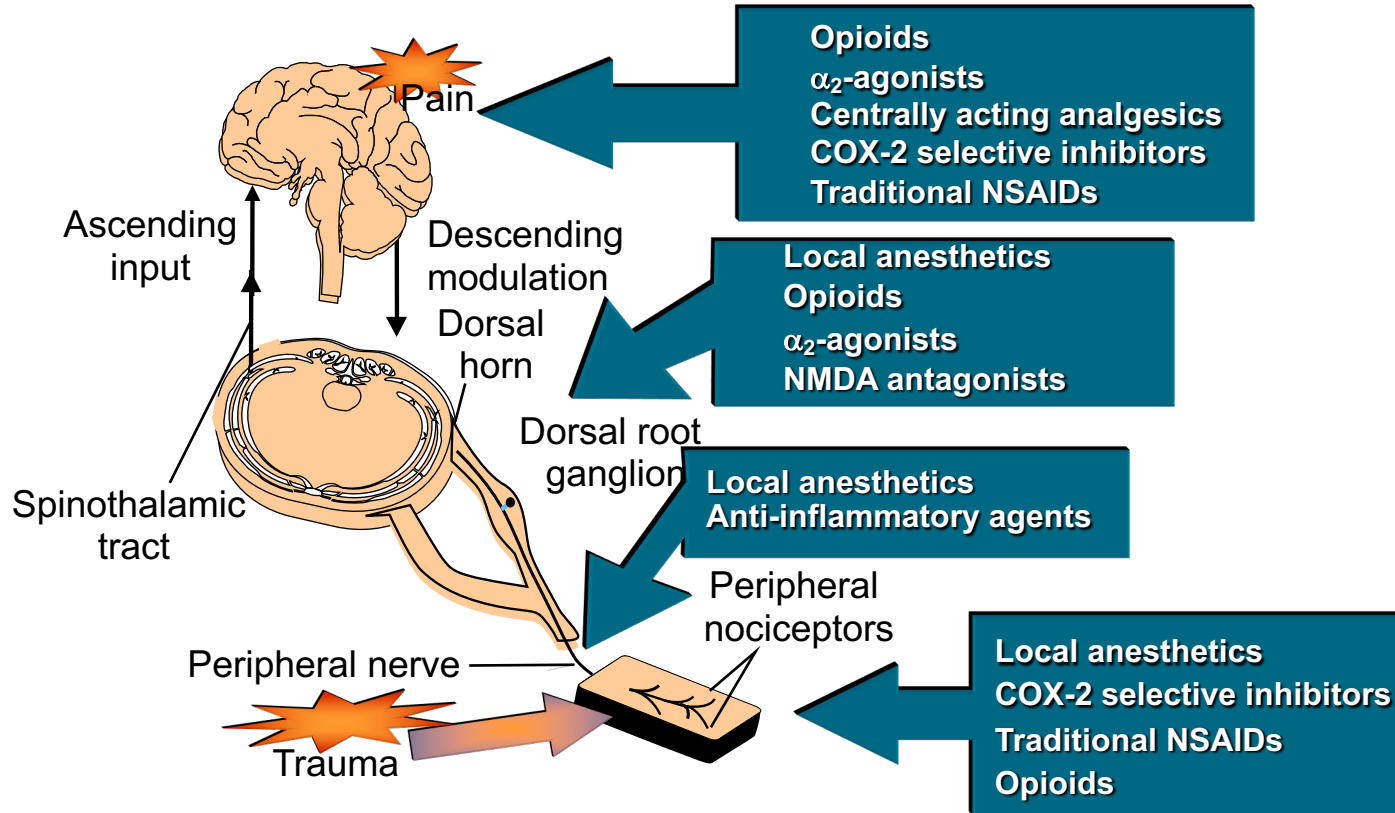 Opioids
α₂-agonists
Centrally acting analgesics
COX-2 selective inhibitors
Traditional NSAIDs
Pain
Ascending
input
Descending
modulation
Local anesthetics
Opioids
α₂-agonists
NMDA antagonists
Dorsal
horn
Dorsal root
ganglion
Local anesthetics
Anti-inflammatory agents
Spinothalamic
tract
Peripheral
nociceptors
Peripheral nerve
Local anesthetics
COX-2 selective inhibitors
Traditional NSAIDs
Opioids
Trauma